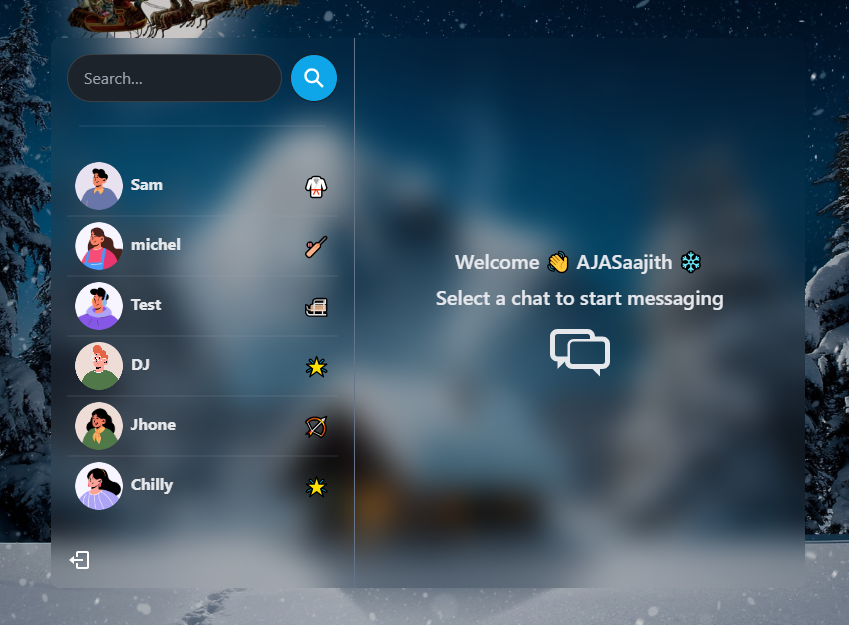 Search...
Sam
michel
Test
DJ
Jhone
Chilly
Welcome 👋 AJASaajith ❄
Select a chat to start messaging